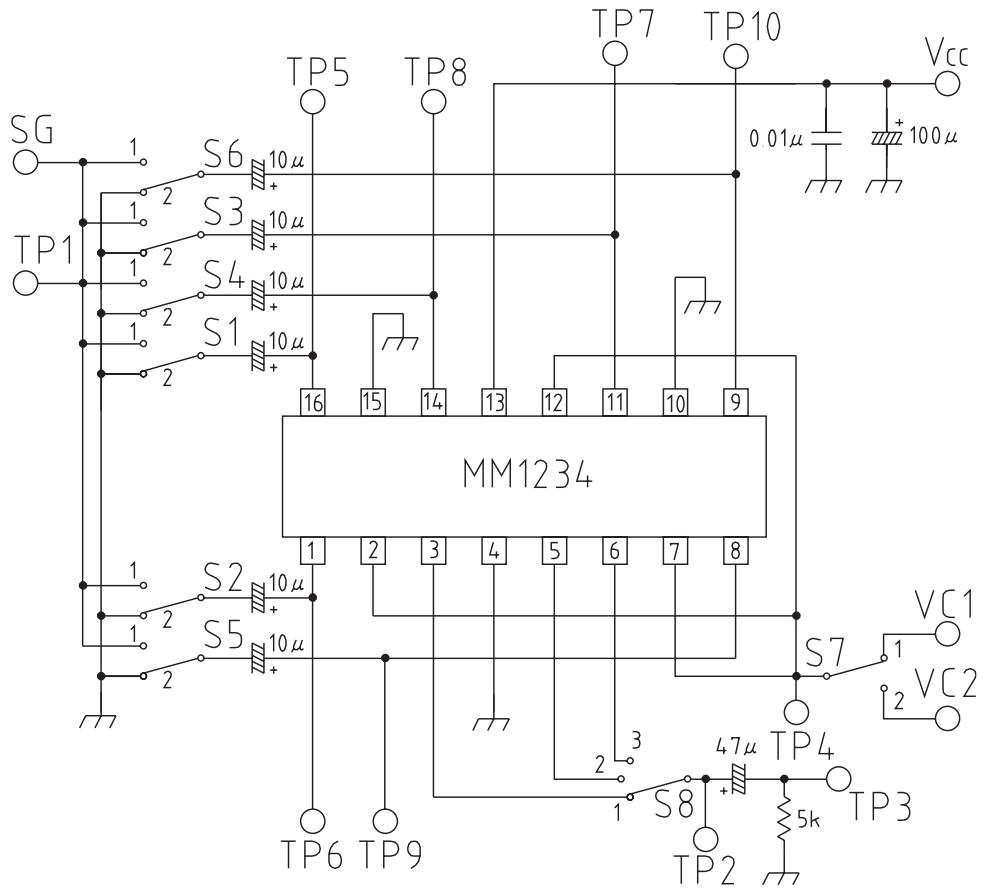 TP7 TP10
TP5 TP8 Vcc
SG
1 S6 10μ + 0.01μ + 100μ
2
1 S3 10μ +
TP1 2
1 S4 10μ +
2
1 S1 10μ +
2
16 15 14 13 12 11 10 9
MM1234
1 2 3 4 5 6 7 8
1 S2 10μ +
2 VC1
1 S5 10μ + S7 1
2 2 VC2
TP4
3 47μ
2 +
S8 TP3
1 5k
TP6 TP9 TP2